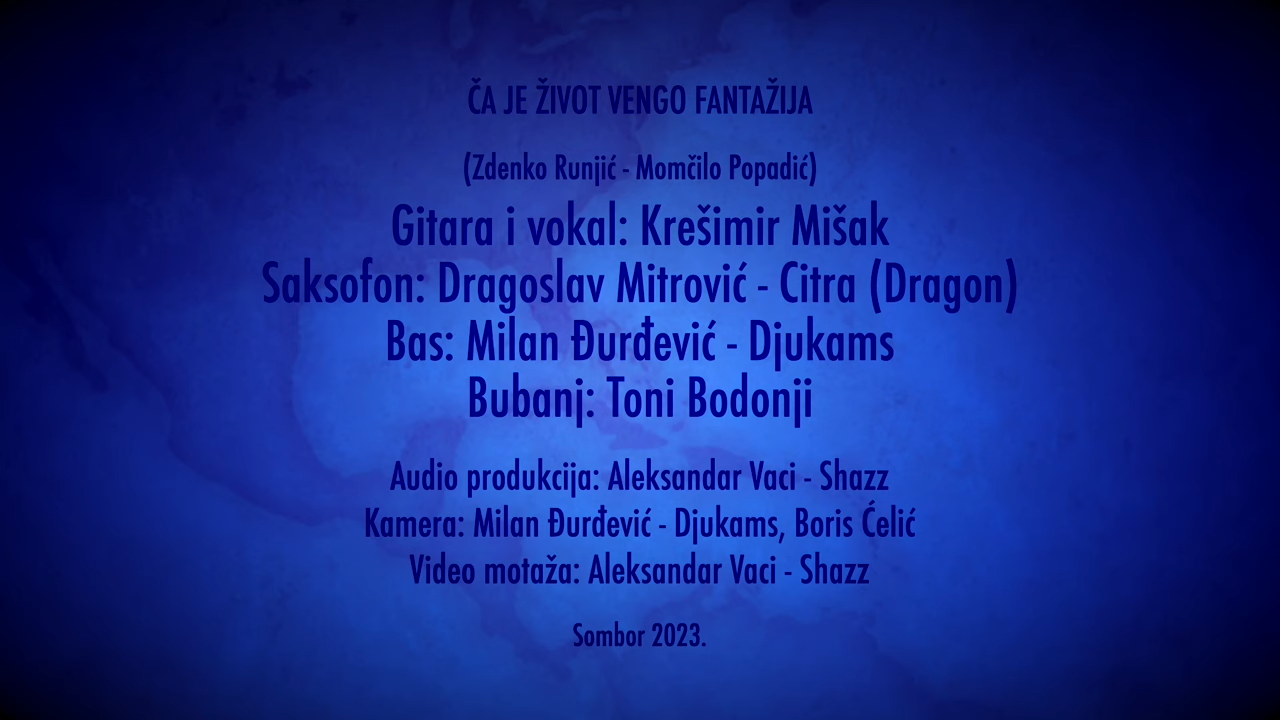 ČA JE ŽIVOT VENGO FANTAŽIJA
(Zdenko Runjić - Momčilo Popadić)
Gitara i vokal: Krešimir Mišak
Saksofon: Dragoslav Mitrović - Citra (Dragon)
Bas: Milan Đurđević - Djukams
Bubanj: Toni Bodonji
Audio produkcija: Aleksandar Vaci - Shazz
Kamera: Milan Đurđević - Djukams, Boris Ćelić
Video motaža: Aleksandar Vaci - Shazz
Sombor 2023.